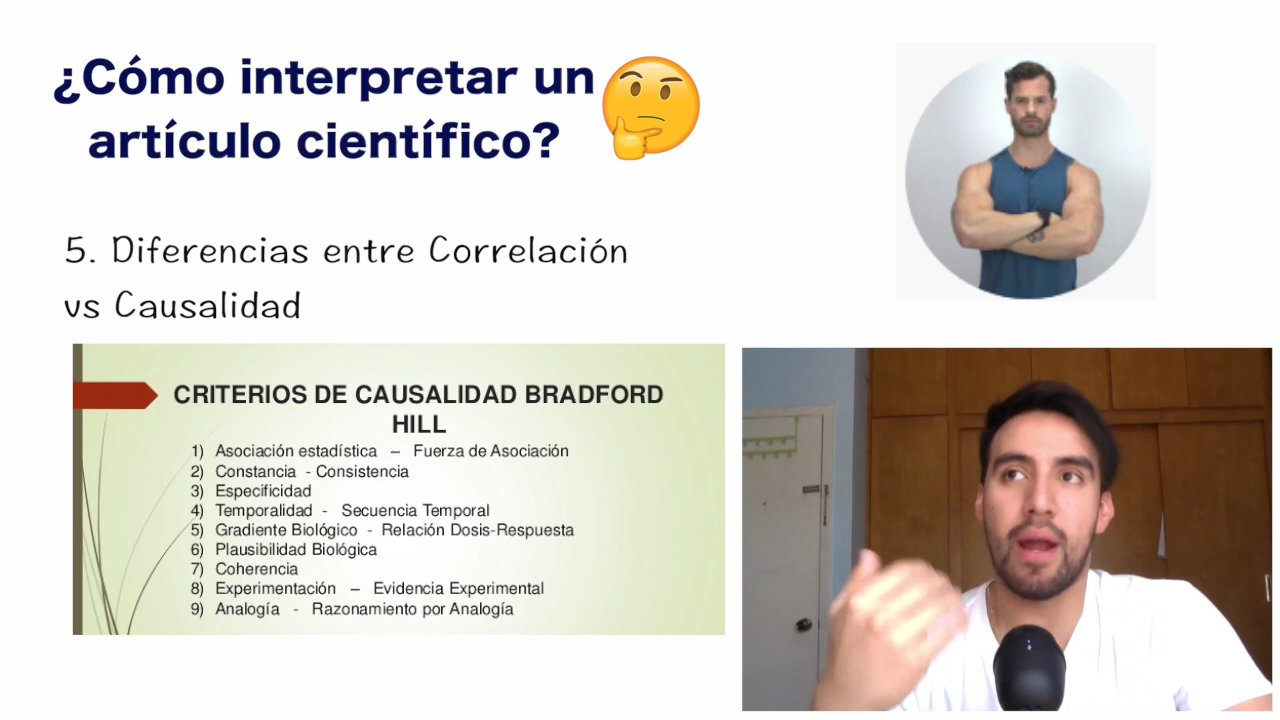 ¿Cómo interpretar un
artículo científico?
5. Diferencias entre Correlación
vs Causalidad
CRITERIOS DE CAUSALIDAD BRADFORD
HILL
1) Asociación estadística – Fuerza de Asociación
2) Constancia - Consistencia
3) Especificidad
4) Temporalidad - Secuencia Temporal
5) Gradiente Biológico - Relación Dosis-Respuesta
6) Plausibilidad Biológica
7) Coherencia
8) Experimentación – Evidencia Experimental
9) Analogía - Razonamiento por Analogía